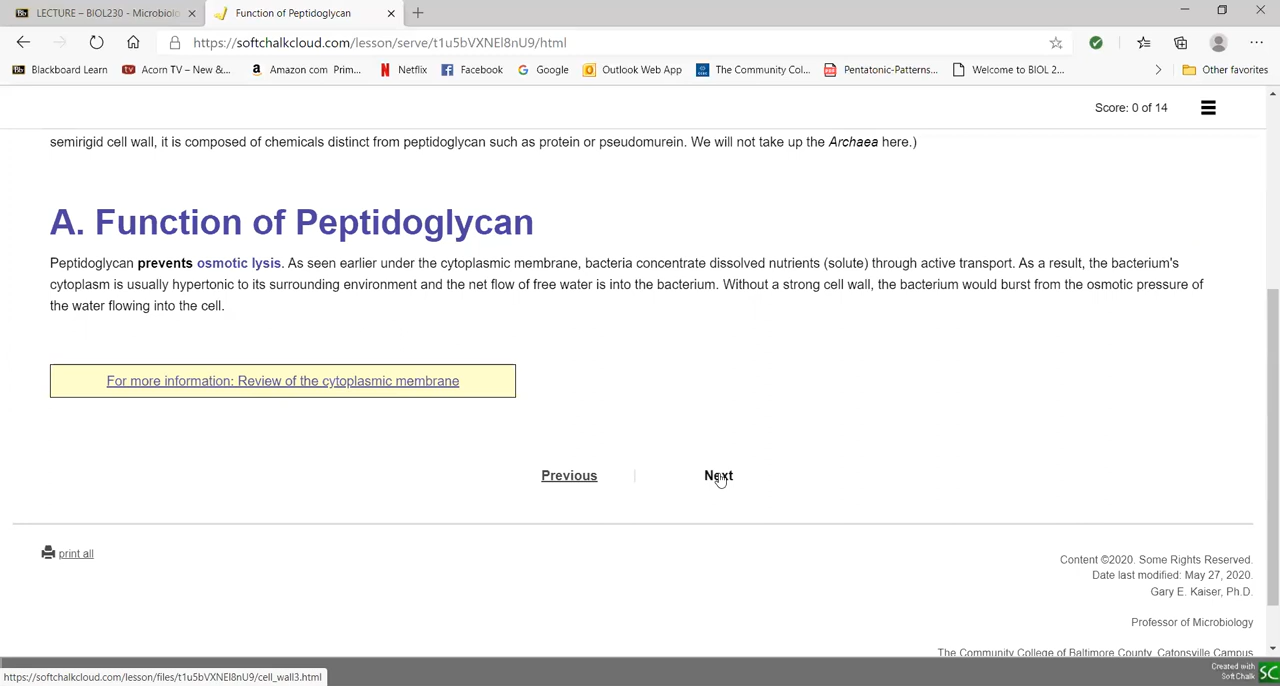 LECTURE – BIOL230 - Microbiolo
Function of Peptidoglycan
https://softchalkcloud.com/lesson/serve/t1u5bVXNEl8nU9/html
Blackboard Learn
Acorn TV – New &...
Amazon com Prim...
Netflix
Facebook
Google
Outlook Web App
The Community Col...
Pentatonic-Patterns...
Welcome to BIOL 2...
Other favorites
Score: 0 of 14
semirigid cell wall, it is composed of chemicals distinct from peptidoglycan such as protein or pseudomurein. We will not take up the Archaea here.)
A. Function of Peptidoglycan
Peptidoglycan prevents osmotic lysis. As seen earlier under the cytoplasmic membrane, bacteria concentrate dissolved nutrients (solute) through active transport. As a result, the bacterium's
cytoplasm is usually hypertonic to its surrounding environment and the net flow of free water is into the bacterium. Without a strong cell wall, the bacterium would burst from the osmotic pressure of
the water flowing into the cell.
For more information: Review of the cytoplasmic membrane
Previous
Next
print all
Content ©2020. Some Rights Reserved.
Date last modified: May 27, 2020.
Gary E. Kaiser, Ph.D.
Professor of Microbiology
The Community College of Baltimore County, Catonsville Campus
Created with
SoftChalk
SC
https://softchalkcloud.com/lesson/files/t1u5bVXNEl8nU9/cell_wall3.html